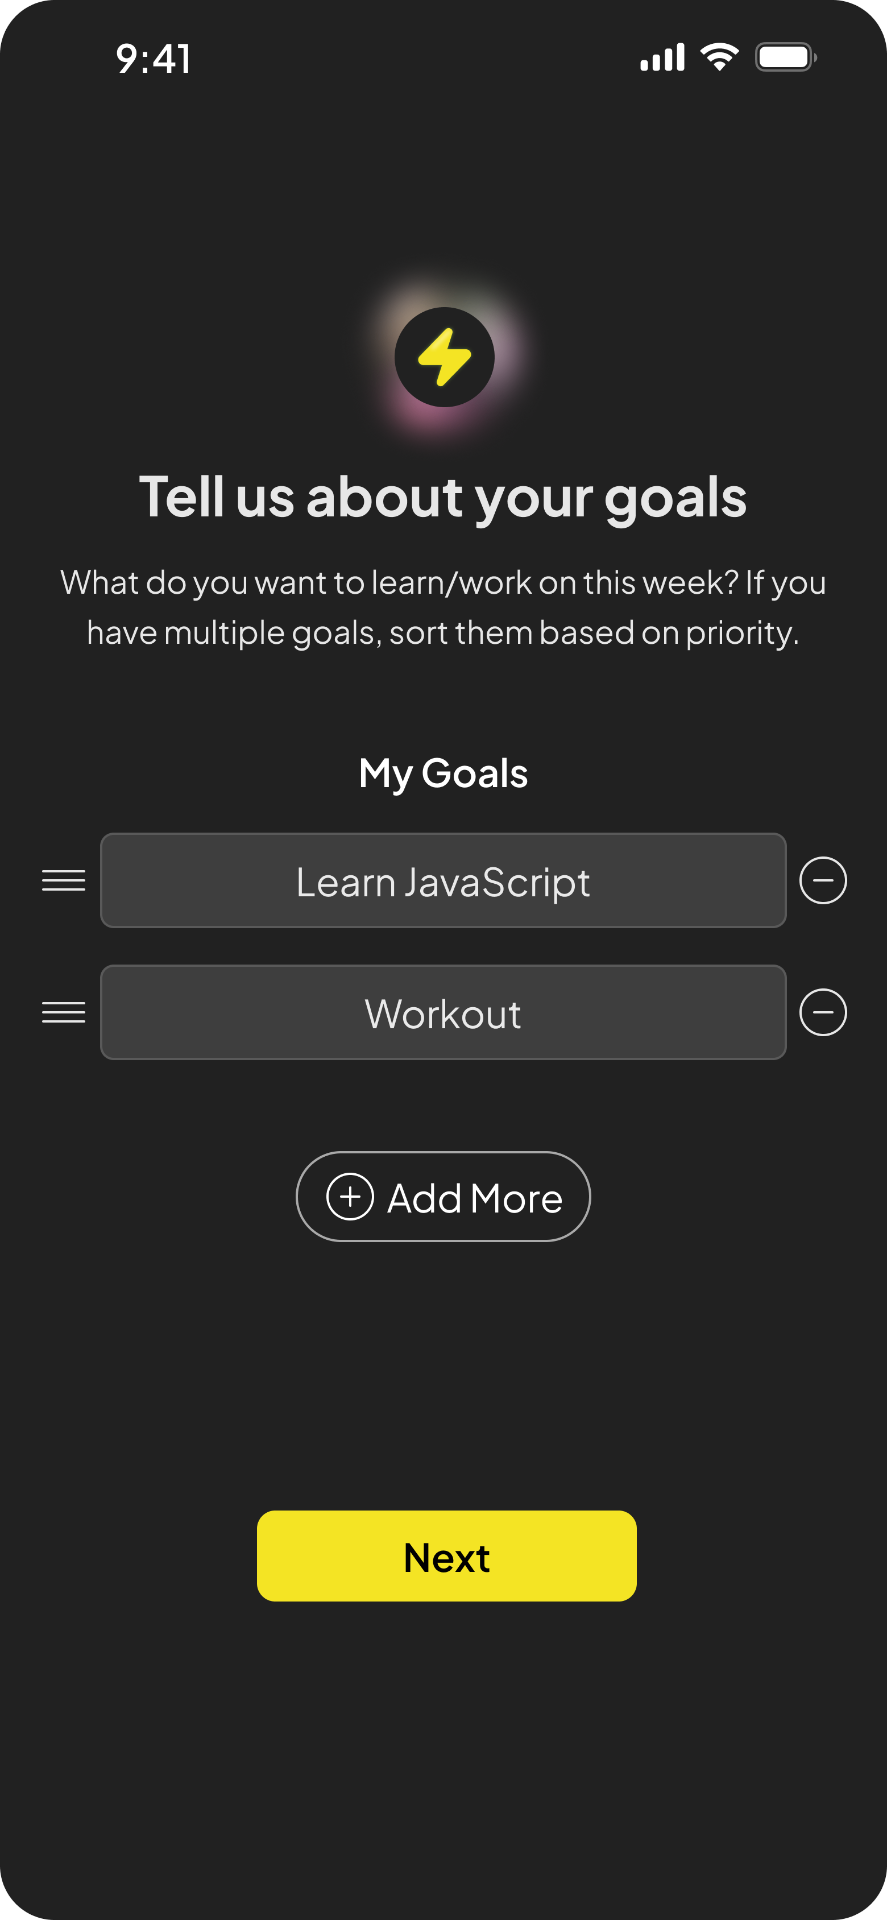 9:41
Tell us about your goals
What do you want to learn/work on this week? If you
have multiple goals, sort them based on priority.
My Goals
Learn JavaScript
Workout
Add More
Next